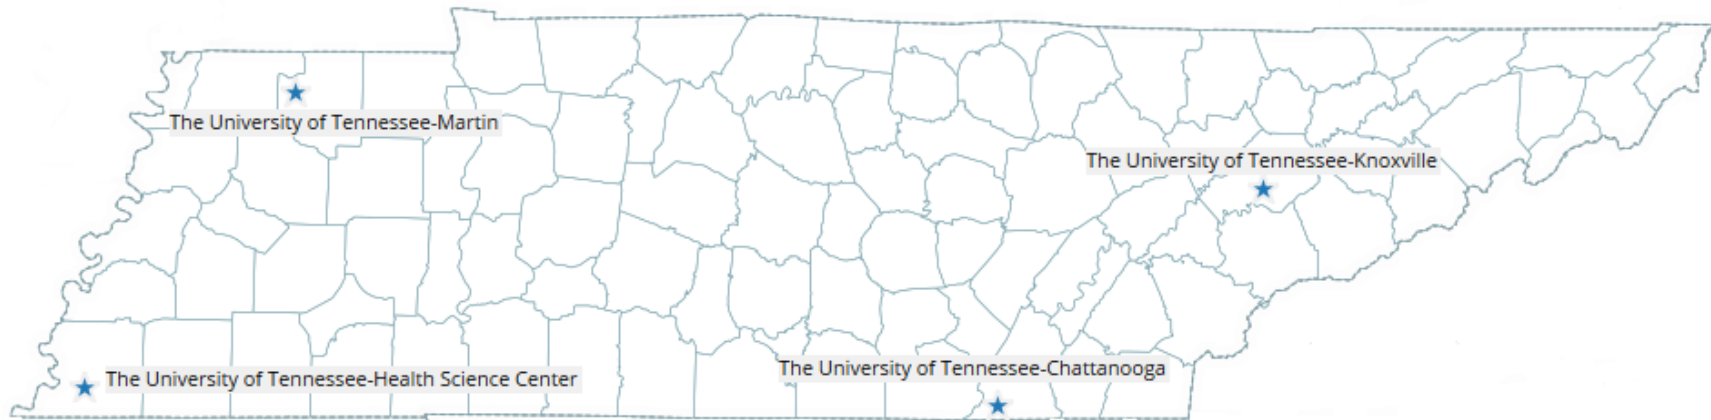 The University of Tennessee-Martin
The University of Tennessee-Knoxville
The University of Tennessee-Chattanooga
The University of Tennessee-Health Science Center